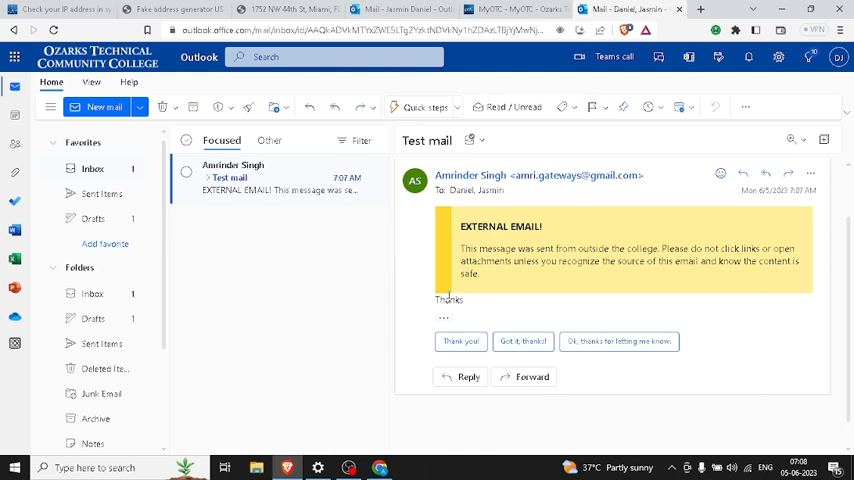 Check your IP address in sy
Fake address generator US
1752 NW 44th St, Miami, Fl
Mail - Jasmin Daniel - Outl
MyOTC - MyOTC - Ozarks T
Mail - Daniel, Jasmin - Out
VPN
OZARKS TECHNICAL
COMMUNITY COLLEGE
Outlook
Search
Teams call
DJ
Home
View
Help
New mail
Quick steps
Read / Unread
Favorites
Inbox 1
Sent Items
Drafts 1
Add favorite
Folders
Inbox 1
Drafts 1
Sent Items
Deleted Ite...
Junk Email
Archive
Notes
Focused
Other
Filter
Amrinder Singh
Test mail 7:07 AM
EXTERNAL EMAIL! This message was se...
Test mail
AS
Amrinder Singh <amri.gateways@gmail.com>
To: Daniel, Jasmin
Mon 6/5/2023 7:07 AM
EXTERNAL EMAIL!
This message was sent from outside the college. Please do not click links or open
attachments unless you recognize the source of this email and know the content is
safe.
Thanks
...
Thank you!
Got it, thanks!
Ok, thanks for letting me know.
Reply
Forward
Type here to search
37°C Partly sunny
ENG
07:08
05-06-2023